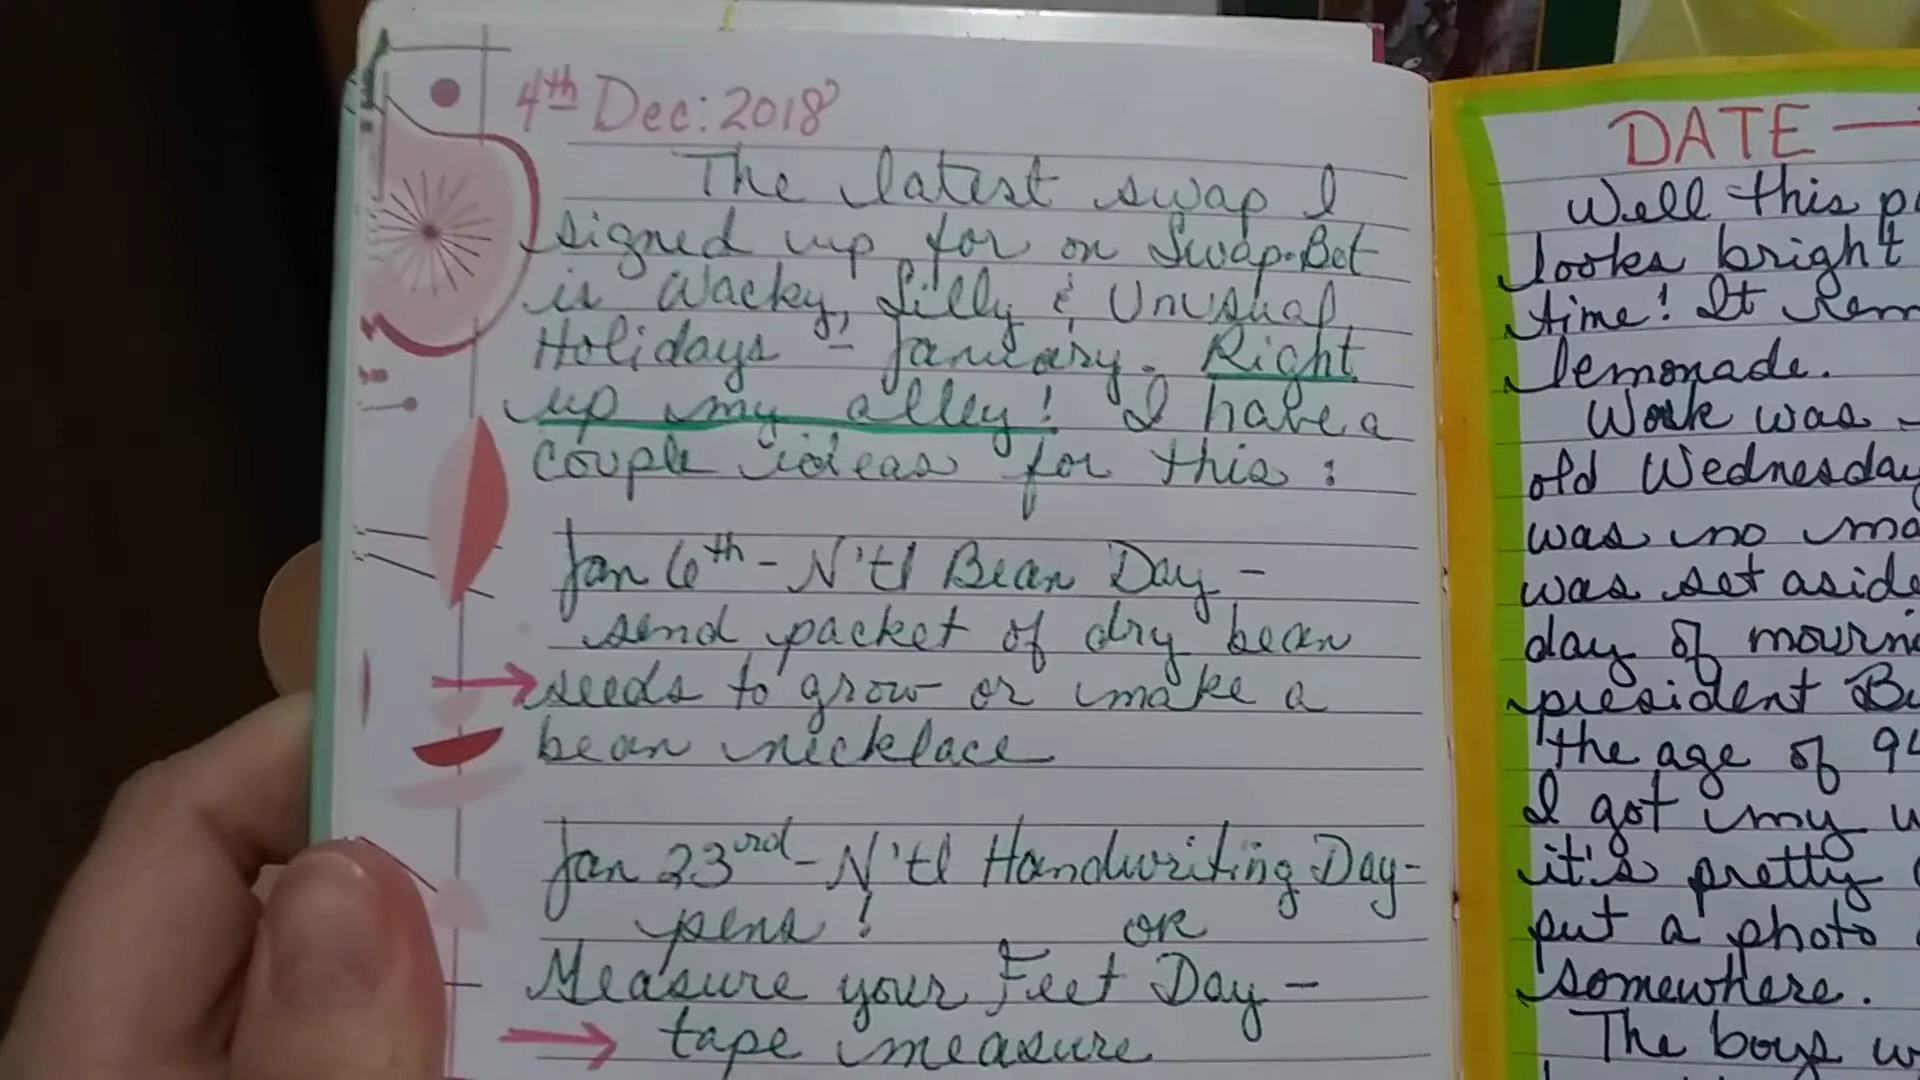 4th Dec: 2018
The latest swap I
signed up for on Swap-Bot
is Wacky, Silly & Unusual
Holidays - January. Right
up my alley! I have a
couple ideas for this:
Jan 6th - N'tl Bean Day -
send packet of dry bean
seeds to grow or make a
bean necklace
Jan 23rd - N'tl Handwriting Day -
pens! or
Measure your Feet Day -
tape measure
DATE —
Well this
looks bright
time! It
lemonade.
Work was
old Wednesday
was no
was set aside
day of
president
the age of 94
I got my
it's pretty
put a photo
somewhere.
The boys